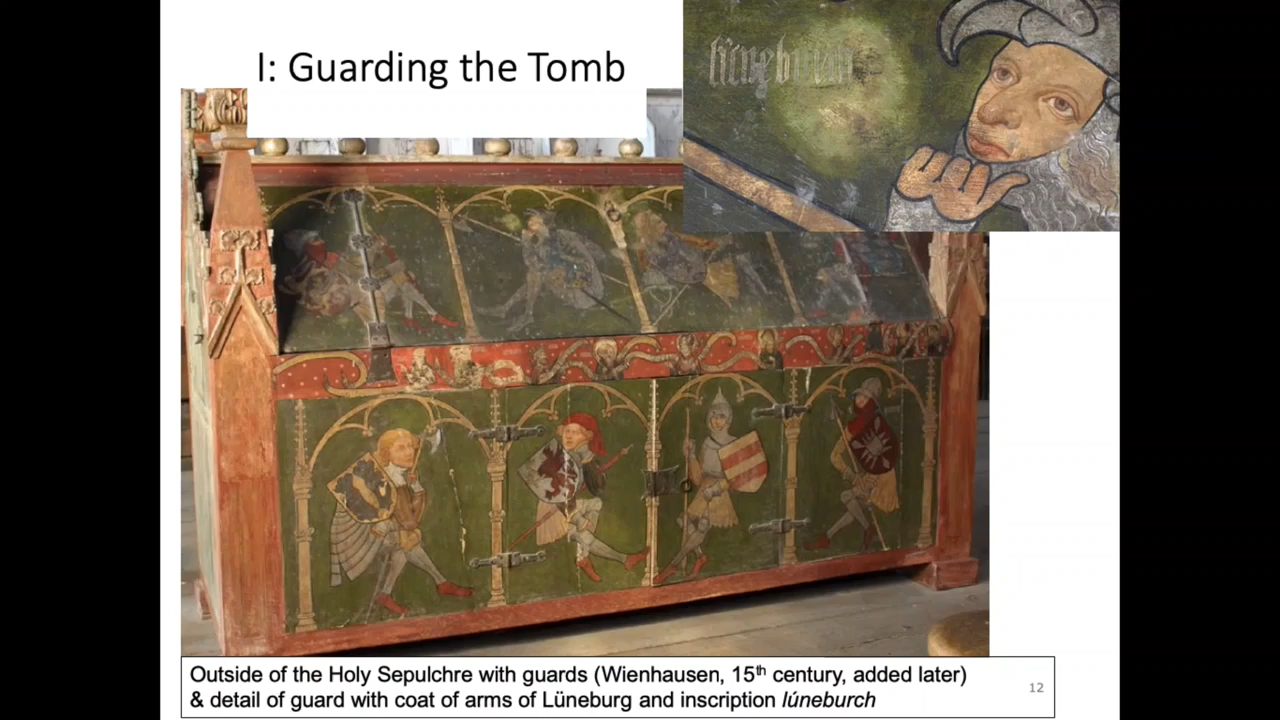 I: Guarding the Tomb
lúneburch
Outside of the Holy Sepulchre with guards (Wienhausen, 15th century, added later)
& detail of guard with coat of arms of Lüneburg and inscription lúneburch
12